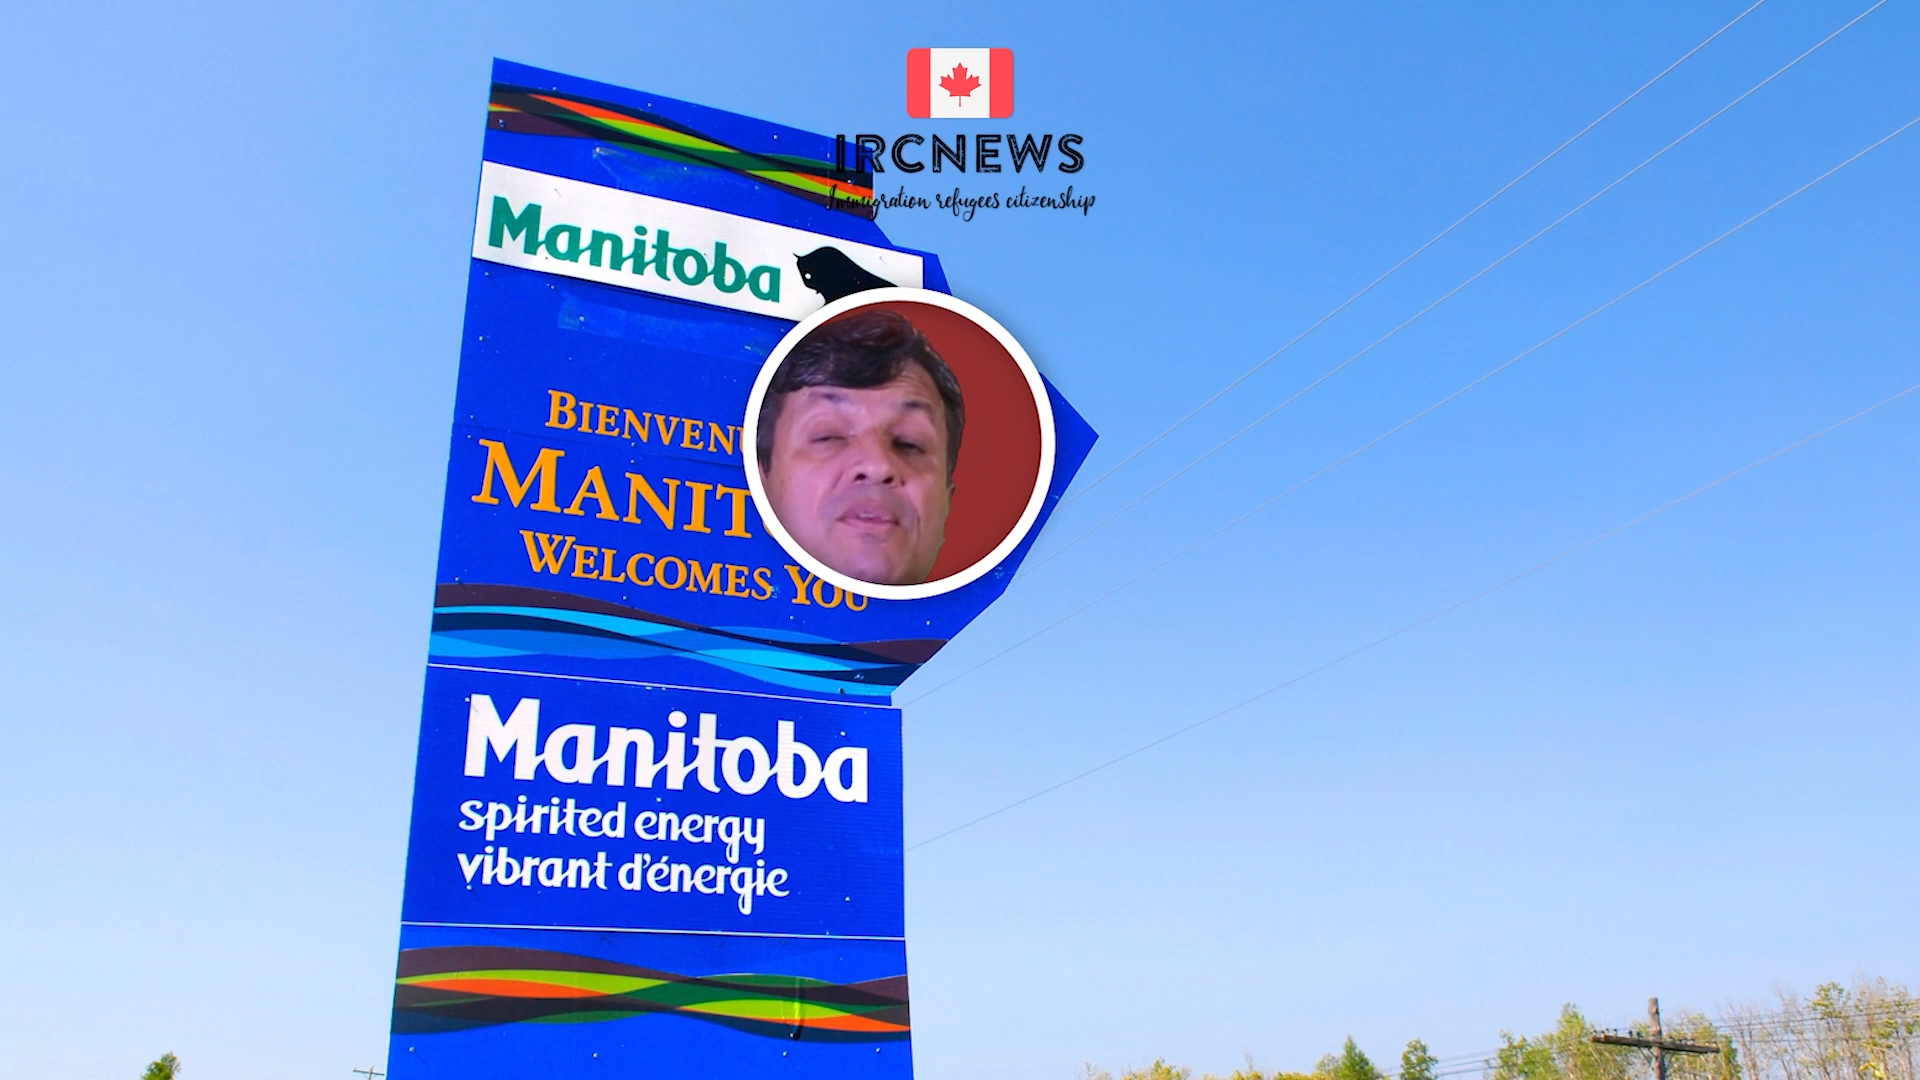 IRCNEWS
Immigration refugees citizenship
Manitoba
BIENVENU
MANIT
WELCOMES YOU
Manitoba
spirited energy
vibrant d'énergie